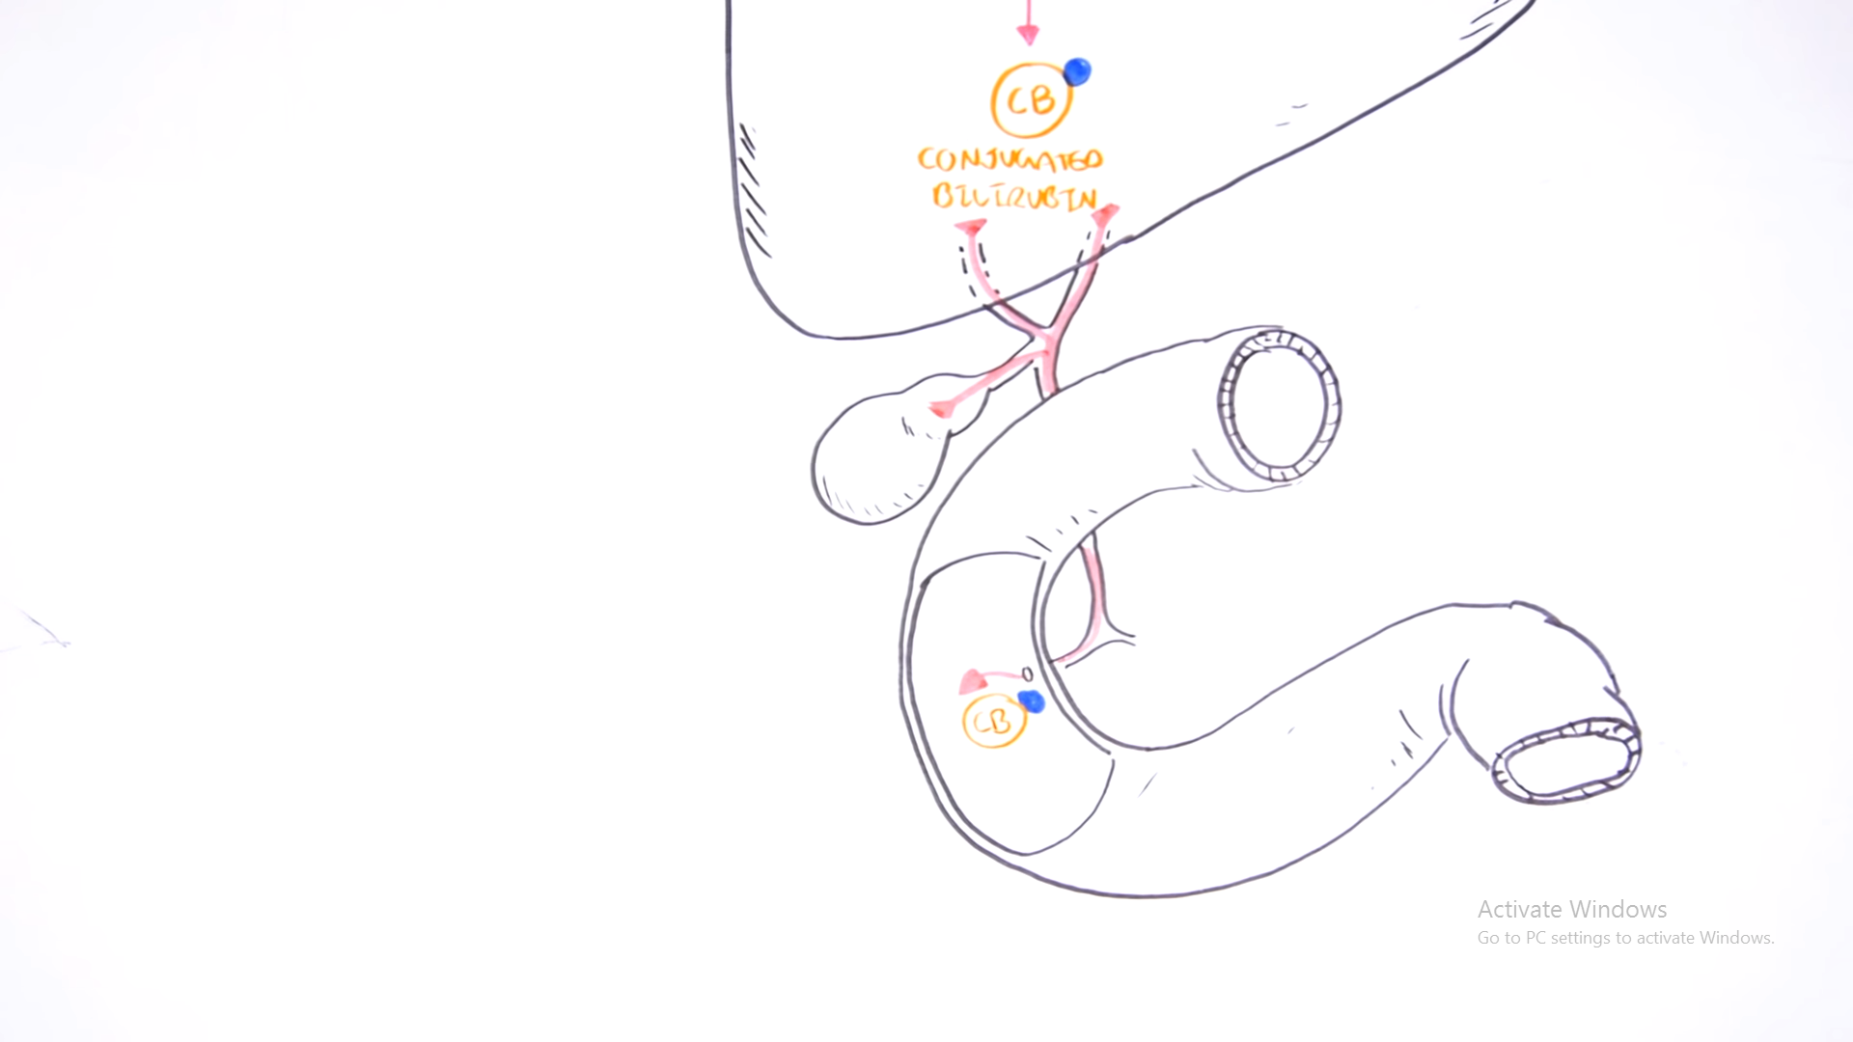 CB
CONJUGATED
BILIRUBIN
CB
Activate Windows
Go to PC settings to activate Windows.